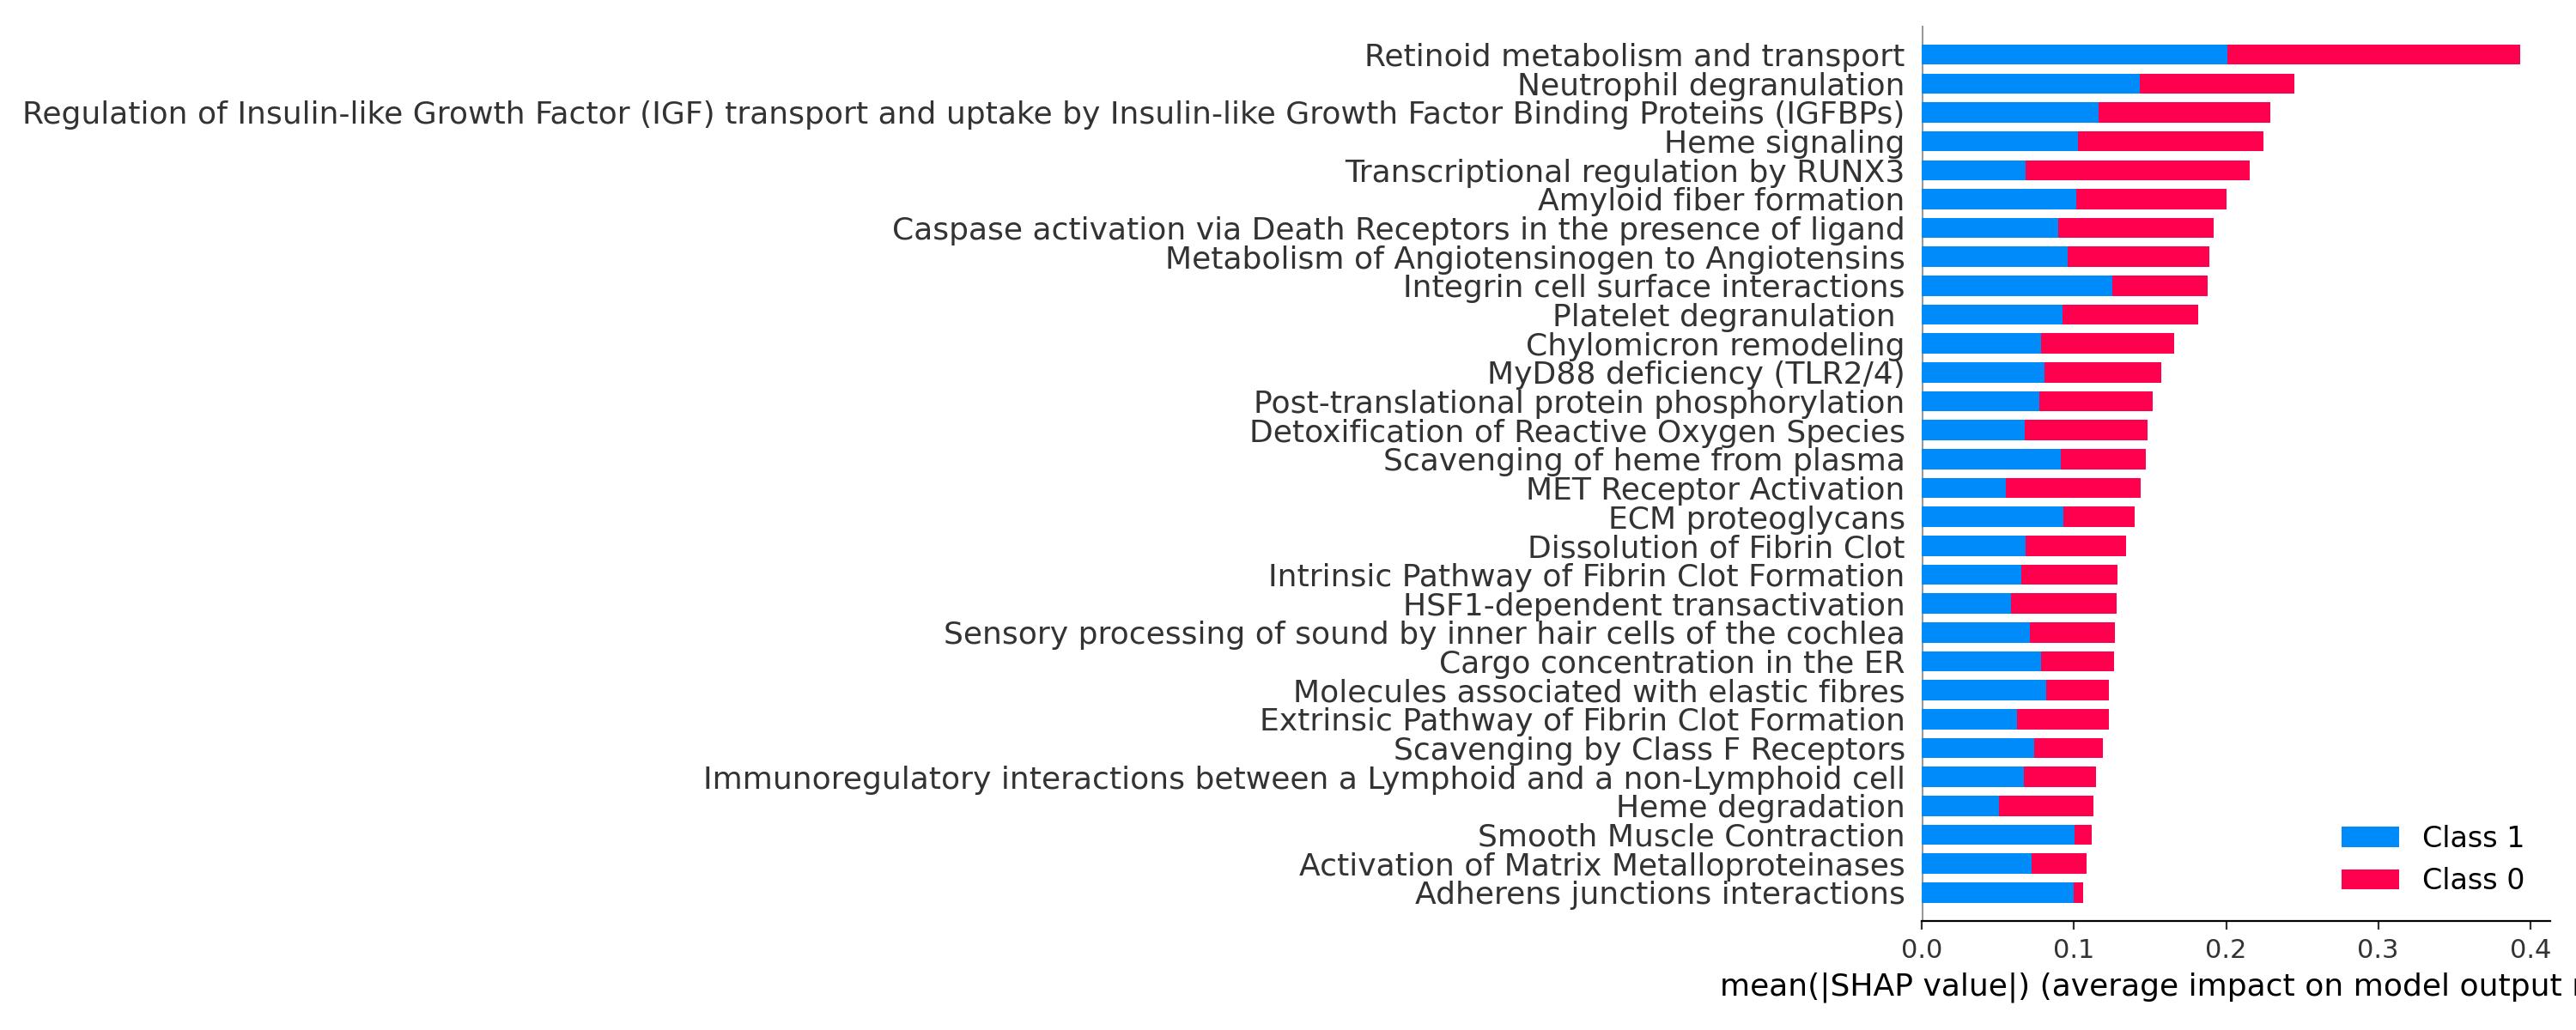 Retinoid metabolism and transport
Neutrophil degranulation
Regulation of Insulin-like Growth Factor (IGF) transport and uptake by Insulin-like Growth Factor Binding Proteins (IGFBPs)
Heme signaling
Transcriptional regulation by RUNX3
Amyloid fiber formation
Caspase activation via Death Receptors in the presence of ligand
Metabolism of Angiotensinogen to Angiotensins
Integrin cell surface interactions
Platelet degranulation
Chylomicron remodeling
MyD88 deficiency (TLR2/4)
Post-translational protein phosphorylation
Detoxification of Reactive Oxygen Species
Scavenging of heme from plasma
MET Receptor Activation
ECM proteoglycans
Dissolution of Fibrin Clot
Intrinsic Pathway of Fibrin Clot Formation
HSF1-dependent transactivation
Sensory processing of sound by inner hair cells of the cochlea
Cargo concentration in the ER
Molecules associated with elastic fibres
Extrinsic Pathway of Fibrin Clot Formation
Scavenging by Class F Receptors
Immunoregulatory interactions between a Lymphoid and a non-Lymphoid cell
Heme degradation
Smooth Muscle Contraction
Activation of Matrix Metalloproteinases
Adherens junctions interactions
Class 1
Class 0
0.0 0.1 0.2 0.3 0.4
mean(|SHAP value|) (average impact on model output